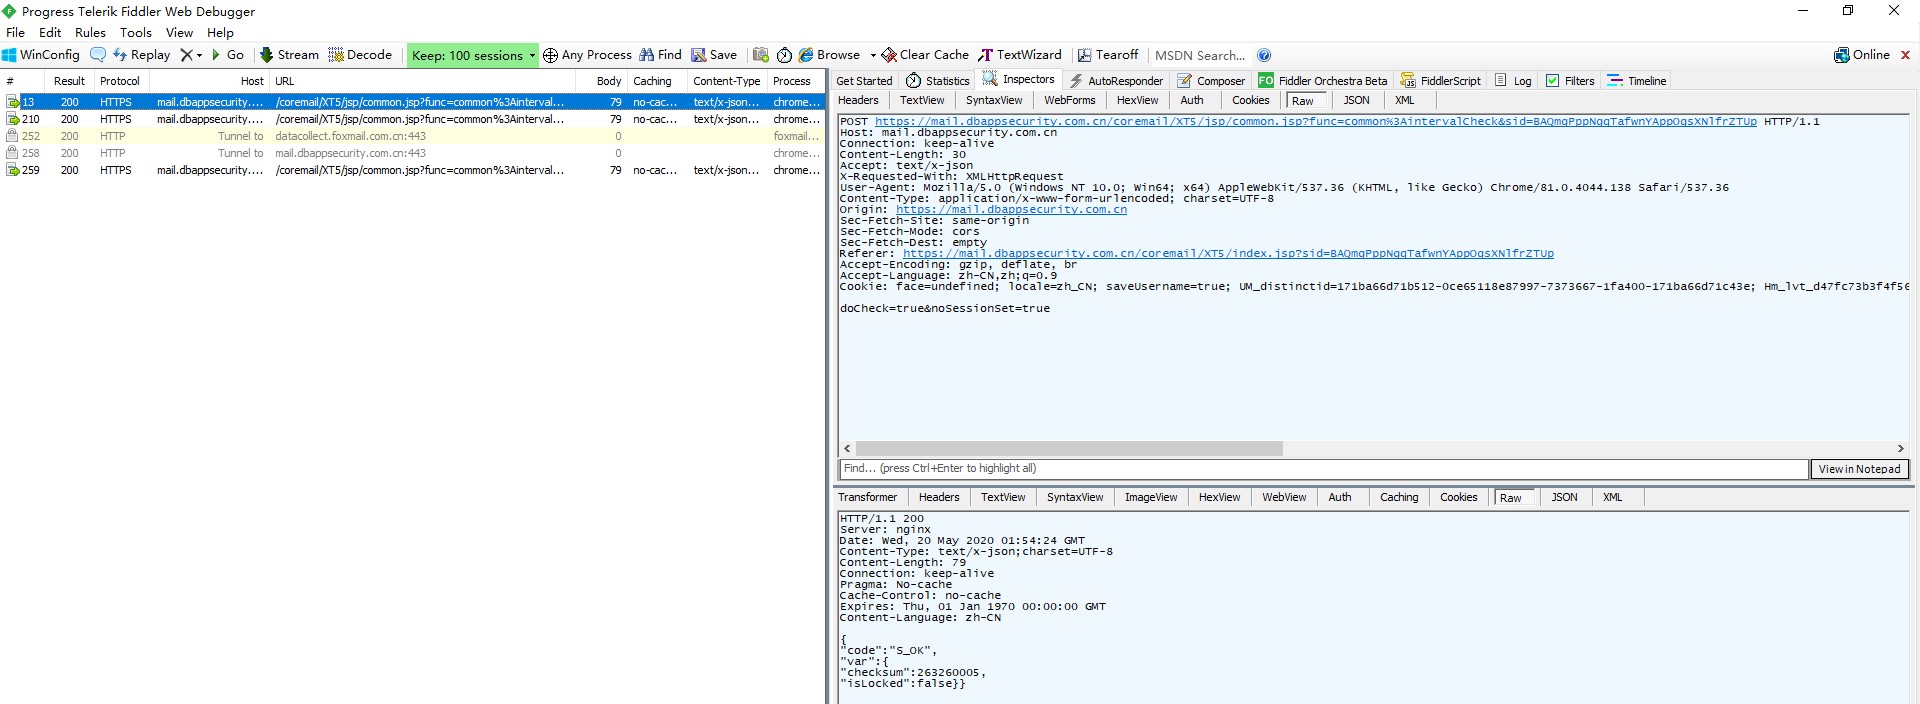 Progress Telerik Fiddler Web Debugger
File Edit Rules Tools View Help
WinConfig Replay Go Stream Decode Keep: 100 sessions Any Process Find Save Browse Clear Cache TextWizard Tearoff MSDN Search... Online
# Result Protocol Host URL Body Caching Content-Type Process
13 200 HTTPS mail.dbappsecurity.... /coremail/XT5/jsp/common.jsp?func=common%3Ainterval... 79 no-cac... text/x-json... chrome...
210 200 HTTPS mail.dbappsecurity.... /coremail/XT5/jsp/common.jsp?func=common%3Ainterval... 79 no-cac... text/x-json... chrome...
252 200 HTTP Tunnel to datacollect.foxmail.com.cn:443 0 foxmail...
258 200 HTTP Tunnel to mail.dbappsecurity.com.cn:443 0 chrome...
259 200 HTTPS mail.dbappsecurity.... /coremail/XT5/jsp/common.jsp?func=common%3Ainterval... 79 no-cac... text/x-json... chrome...
Get Started Statistics Inspectors AutoResponder Composer FO Fiddler Orchestra Beta FiddlerScript Log Filters Timeline
Headers TextView SyntaxView WebForms HexView Auth Cookies Raw JSON XML
POST https://mail.dbappsecurity.com.cn/coremail/XT5/jsp/common.jsp?func=common%3AintervalCheck&sid=BAQmqPppNqqTafwnYAppOqsXNlfrZTUp HTTP/1.1
Host: mail.dbappsecurity.com.cn
Connection: keep-alive
Content-Length: 30
Accept: text/x-json
X-Requested-With: XMLHttpRequest
User-Agent: Mozilla/5.0 (Windows NT 10.0; Win64; x64) AppleWebKit/537.36 (KHTML, like Gecko) Chrome/81.0.4044.138 Safari/537.36
Content-Type: application/x-www-form-urlencoded; charset=UTF-8
Origin: https://mail.dbappsecurity.com.cn
Sec-Fetch-Site: same-origin
Sec-Fetch-Mode: cors
Sec-Fetch-Dest: empty
Referer: https://mail.dbappsecurity.com.cn/coremail/XT5/index.jsp?sid=BAQmqPppNqqTafwnYAppOqsXNlfrZTUp
Accept-Encoding: gzip, deflate, br
Accept-Language: zh-CN,zh;q=0.9
Cookie: face=undefined; locale=zh_CN; saveUsername=true; UM_distinctid=171ba66d71b512-0ce65118e87997-7373667-1fa400-171ba66d71c43e; Hm_lvt_d47fc73b3f4f56
doCheck=true&noSessionSet=true
Find... (press Ctrl+Enter to highlight all) View in Notepad
Transformer Headers TextView SyntaxView ImageView HexView WebView Auth Caching Cookies Raw JSON XML
HTTP/1.1 200
Server: nginx
Date: Wed, 20 May 2020 01:54:24 GMT
Content-Type: text/x-json;charset=UTF-8
Content-Length: 79
Connection: keep-alive
Pragma: No-cache
Cache-Control: no-cache
Expires: Thu, 01 Jan 1970 00:00:00 GMT
Content-Language: zh-CN
{
"code":"S_OK",
"var":{
"checksum":263260005,
"isLocked":false}}